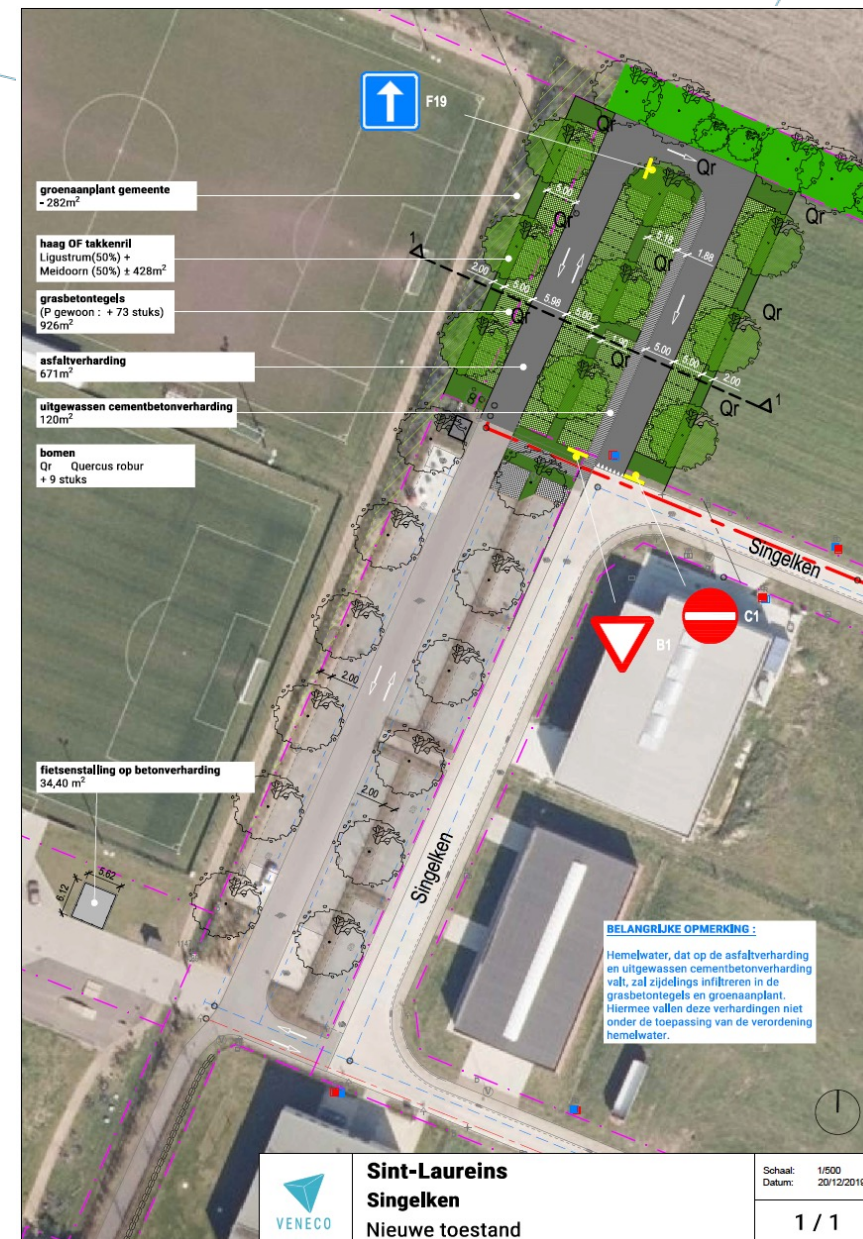 F19
groenaanplant gemeente
- 282m²
haag OF takkenril
Ligustrum(50%) +
Meidoorn (50%) ± 428m²
grasbetontegels
(P gewoon : + 73 stuks)
926m²
asfaltverharding
671m²
uitgewassen cementbetonverharding
120m²
bomen
Qr Quercus robur
+ 9 stuks
Qr
Qr
Qr
Qr
Qr
Qr
Qr
Qr
Qr
5.00
5.18
1.88
1
2.00
5.00
5.98
5.00
5.00
5.00
2.00
1
Singelken
B1
C1
2.00
2.00
fietsenstalling op betonverharding
34,40 m²
5.62
6.12
Singelken
BELANGRIJKE OPMERKING :
Hemelwater, dat op de asfaltverharding
en uitgewassen cementbetonverharding
valt, zal zijdelings infiltreren in de
grasbetontegels en groenaanplant.
Hiermee vallen deze verhardingen niet
onder de toepassing van de verordening
hemelwater.
VENECO
Sint-Laureins
Singelken
Nieuwe toestand
Schaal: 1/500
Datum: 20/12/2019
1 / 1